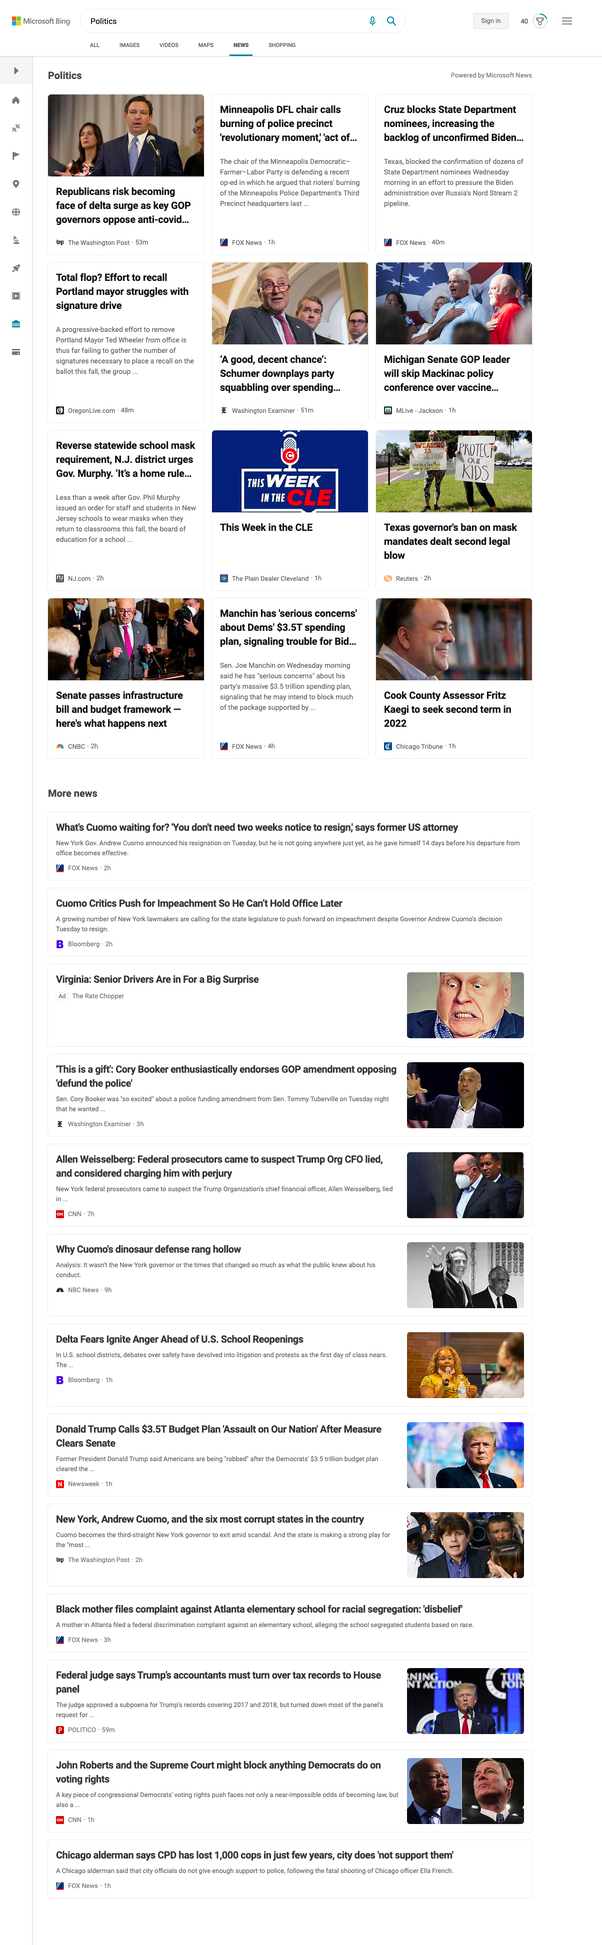 Microsoft Bing
Politics
Sign in
40
ALL
IMAGES
VIDEOS
MAPS
NEWS
SHOPPING
Politics
Powered by Microsoft News
Republicans risk becoming
face of delta surge as key GOP
governors oppose anti-covid...
The Washington Post · 53m
Minneapolis DFL chair calls
burning of police precinct
'revolutionary moment,' 'act of...
The chair of the Minneapolis Democratic–
Farmer–Labor Party is defending a recent
op-ed in which he argued that rioters' burning
of the Minneapolis Police Department's Third
Precinct headquarters last ...
FOX News · 1h
Cruz blocks State Department
nominees, increasing the
backlog of unconfirmed Biden...
Texas, blocked the confirmation of dozens of
State Department nominees Wednesday
morning in an effort to pressure the Biden
administration over Russia's Nord Stream 2
pipeline.
FOX News · 40m
Total flop? Effort to recall
Portland mayor struggles with
signature drive
A progressive-backed effort to remove
Portland Mayor Ted Wheeler from office is
thus far failing to gather the number of
signatures necessary to place a recall on the
ballot this fall, the group ...
OregonLive.com · 48m
'A good, decent chance':
Schumer downplays party
squabbling over spending...
Washington Examiner · 51m
Michigan Senate GOP leader
will skip Mackinac policy
conference over vaccine...
MLive - Jackson · 1h
Reverse statewide school mask
requirement, N.J. district urges
Gov. Murphy. 'It's a home rule...
Less than a week after Gov. Phil Murphy
issued an order for staff and students in New
Jersey schools to wear masks when they
return to classrooms this fall, the board of
education for a school ...
NJ.com · 2h
THIS WEEK
IN THE CLE
This Week in the CLE
The Plain Dealer Cleveland · 1h
WEARING
IS
PROTECT
OUR
KIDS
Texas governor's ban on mask
mandates dealt second legal
blow
Reuters · 2h
Senate passes infrastructure
bill and budget framework —
here's what happens next
CNBC · 2h
Manchin has 'serious concerns'
about Dems' $3.5T spending
plan, signaling trouble for Bid...
Sen. Joe Manchin on Wednesday morning
said he has "serious concerns" about his
party's massive $3.5 trillion spending plan,
signaling that he may intend to block much
of the package supported by ...
FOX News · 4h
Cook County Assessor Fritz
Kaegi to seek second term in
2022
Chicago Tribune · 1h
More news
What's Cuomo waiting for? 'You don't need two weeks notice to resign,' says former US attorney
New York Gov. Andrew Cuomo announced his resignation on Tuesday, but he is not going anywhere just yet, as he gave himself 14 days before his departure from
office becomes effective.
FOX News · 2h
Cuomo Critics Push for Impeachment So He Can't Hold Office Later
A growing number of New York lawmakers are calling for the state legislature to push forward on impeachment despite Governor Andrew Cuomo's decision
Tuesday to resign.
Bloomberg · 2h
Virginia: Senior Drivers Are in For a Big Surprise
Ad The Rate Chopper
'This is a gift': Cory Booker enthusiastically endorses GOP amendment opposing
'defund the police'
Sen. Cory Booker was "so excited" about a police funding amendment from Sen. Tommy Tuberville on Tuesday night
that he wanted ...
Washington Examiner · 3h
Allen Weisselberg: Federal prosecutors came to suspect Trump Org CFO lied,
and considered charging him with perjury
New York federal prosecutors came to suspect the Trump Organization's chief financial officer, Allen Weisselberg, lied
in ...
CNN · 7h
Why Cuomo's dinosaur defense rang hollow
Analysis: It wasn't the New York governor or the times that changed so much as what the public knew about his
conduct.
NBC News · 9h
Delta Fears Ignite Anger Ahead of U.S. School Reopenings
In U.S. school districts, debates over safety have devolved into litigation and protests as the first day of class nears.
The ...
Bloomberg · 1h
Donald Trump Calls $3.5T Budget Plan 'Assault on Our Nation' After Measure
Clears Senate
Former President Donald Trump said Americans are being "robbed" after the Democrats' $3.5 trillion budget plan
cleared the ...
Newsweek · 1h
New York, Andrew Cuomo, and the six most corrupt states in the country
Cuomo becomes the third-straight New York governor to exit amid scandal. And the state is making a strong play for
the "most ...
The Washington Post · 2h
Black mother files complaint against Atlanta elementary school for racial segregation: 'disbelief'
A mother in Atlanta filed a federal discrimination complaint against an elementary school, alleging the school segregated students based on race.
FOX News · 3h
Federal judge says Trump's accountants must turn over tax records to House
panel
The judge approved a subpoena for Trump's records covering 2017 and 2018, but turned down most of the panel's
request for ...
POLITICO · 59m
John Roberts and the Supreme Court might block anything Democrats do on
voting rights
A key piece of congressional Democrats' voting rights push faces not only a near-impossible odds of becoming law, but
also a ...
CNN · 1h
Chicago alderman says CPD has lost 1,000 cops in just few years, city does 'not support them'
A Chicago alderman said that city officials do not give enough support to police, following the fatal shooting of Chicago officer Ella French.
FOX News · 1h